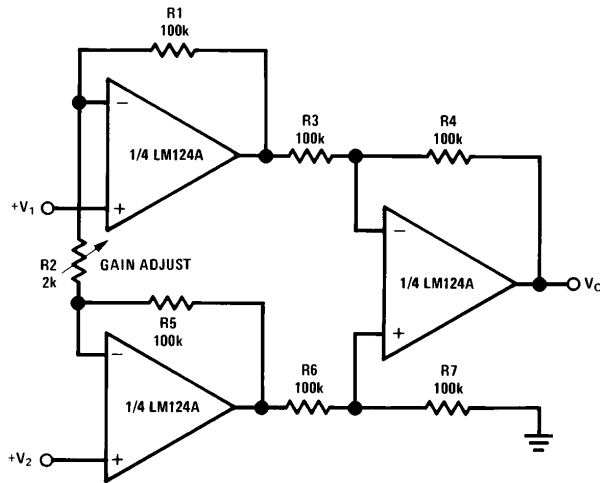 R1
100k
−
1/4 LM124A
+V1
+
R3
100k
R4
100k
R2
2k
GAIN ADJUST
−
1/4 LM124A
+
VO
R5
100k
−
1/4 LM124A
+
+V2
R6
100k
R7
100k